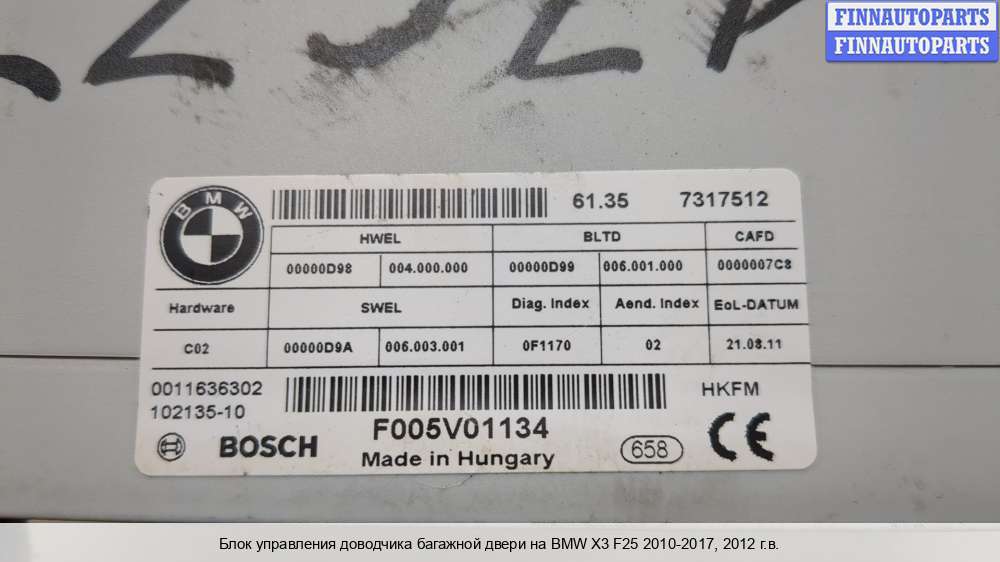 FINNAUTOPARTS
FINNAUTOPARTS
BMW
61.35 7317512
HWEL BLTD CAFD
00000D98 004.000.000 00000D99 006.001.000 0000007C8
Hardware SWEL Diag. Index Aend. Index EoL-DATUM
C02 00000D9A 006.003.001 0F1170 02 21.08.11
0011636302 HKFM
102135-10
F005V01134
BOSCH Made in Hungary 658 CE
Блок управления доводчика багажной двери на BMW X3 F25 2010-2017, 2012 г.в.